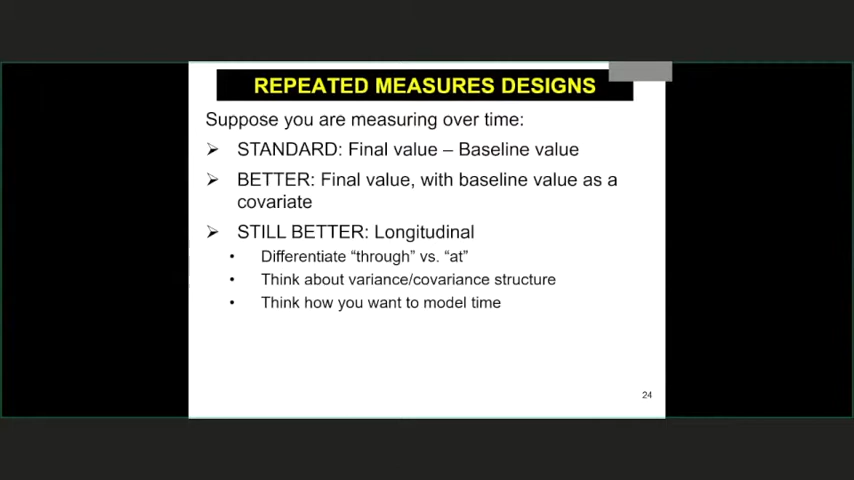 REPEATED MEASURES DESIGNS
Suppose you are measuring over time:
➢ STANDARD: Final value – Baseline value
➢ BETTER: Final value, with baseline value as a
covariate
➢ STILL BETTER: Longitudinal
• Differentiate “through” vs. “at”
• Think about variance/covariance structure
• Think how you want to model time
24